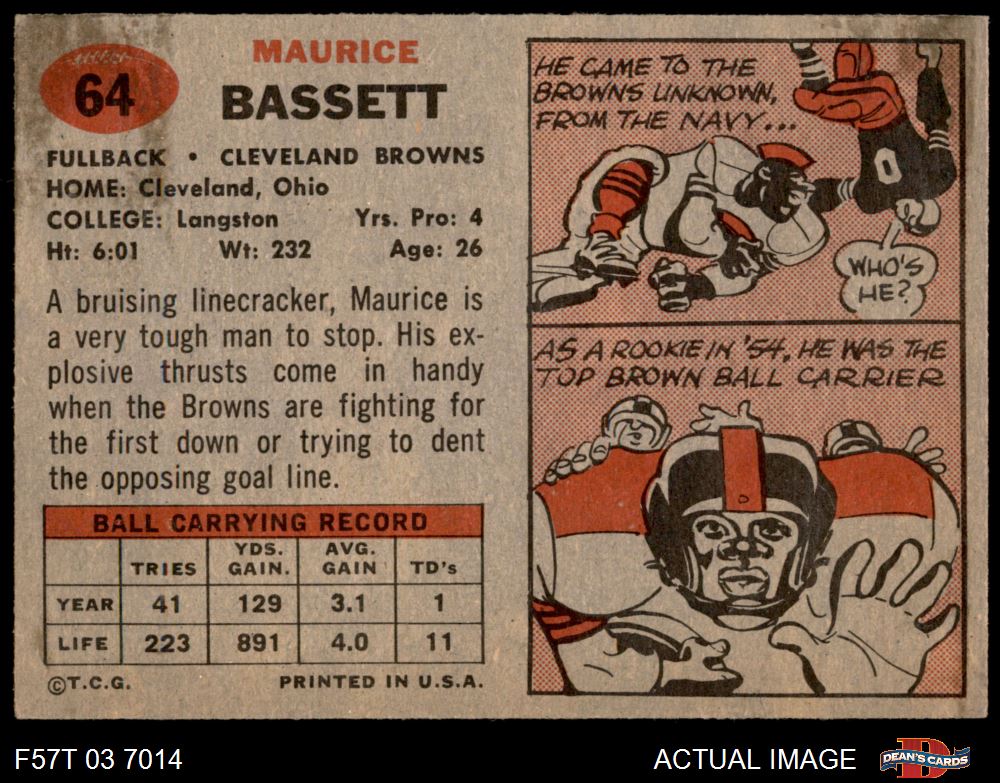 64
MAURICE
BASSETT
FULLBACK • CLEVELAND BROWNS
HOME: Cleveland, Ohio
COLLEGE: Langston Yrs. Pro: 4
Ht: 6:01 Wt: 232 Age: 26
A bruising linecracker, Maurice is
a very tough man to stop. His ex-
plosive thrusts come in handy
when the Browns are fighting for
the first down or trying to dent
the opposing goal line.
BALL CARRYING RECORD
TRIES YDS. GAIN. AVG. GAIN TD's
YEAR 41 129 3.1 1
LIFE 223 891 4.0 11
©T.C.G. PRINTED IN U.S.A.
HE CAME TO THE
BROWNS UNKNOWN,
FROM THE NAVY...
0
WHO'S
HE?
AS A ROOKIE IN '54, HE WAS THE
TOP BROWN BALL CARRIER
F57T 03 7014
ACTUAL IMAGE
DEAN'S CARDS